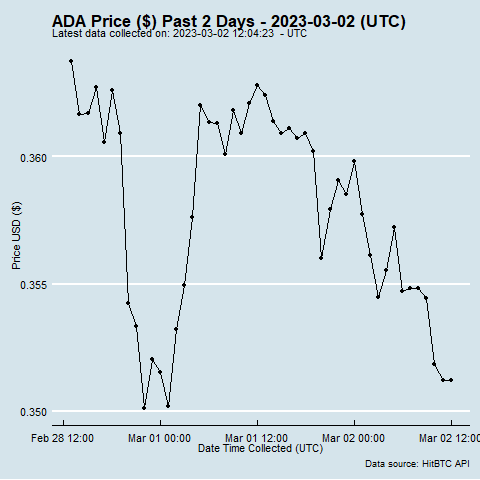 ADA Price ($) Past 2 Days - 2023-03-02 (UTC)
Latest data collected on: 2023-03-02 12:04:23 - UTC
Price USD ($)
0.360
0.355
0.350
Feb 28 12:00 Mar 01 00:00 Mar 01 12:00 Mar 02 00:00 Mar 02 12:00
Date Time Collected (UTC)
Data source: HitBTC API